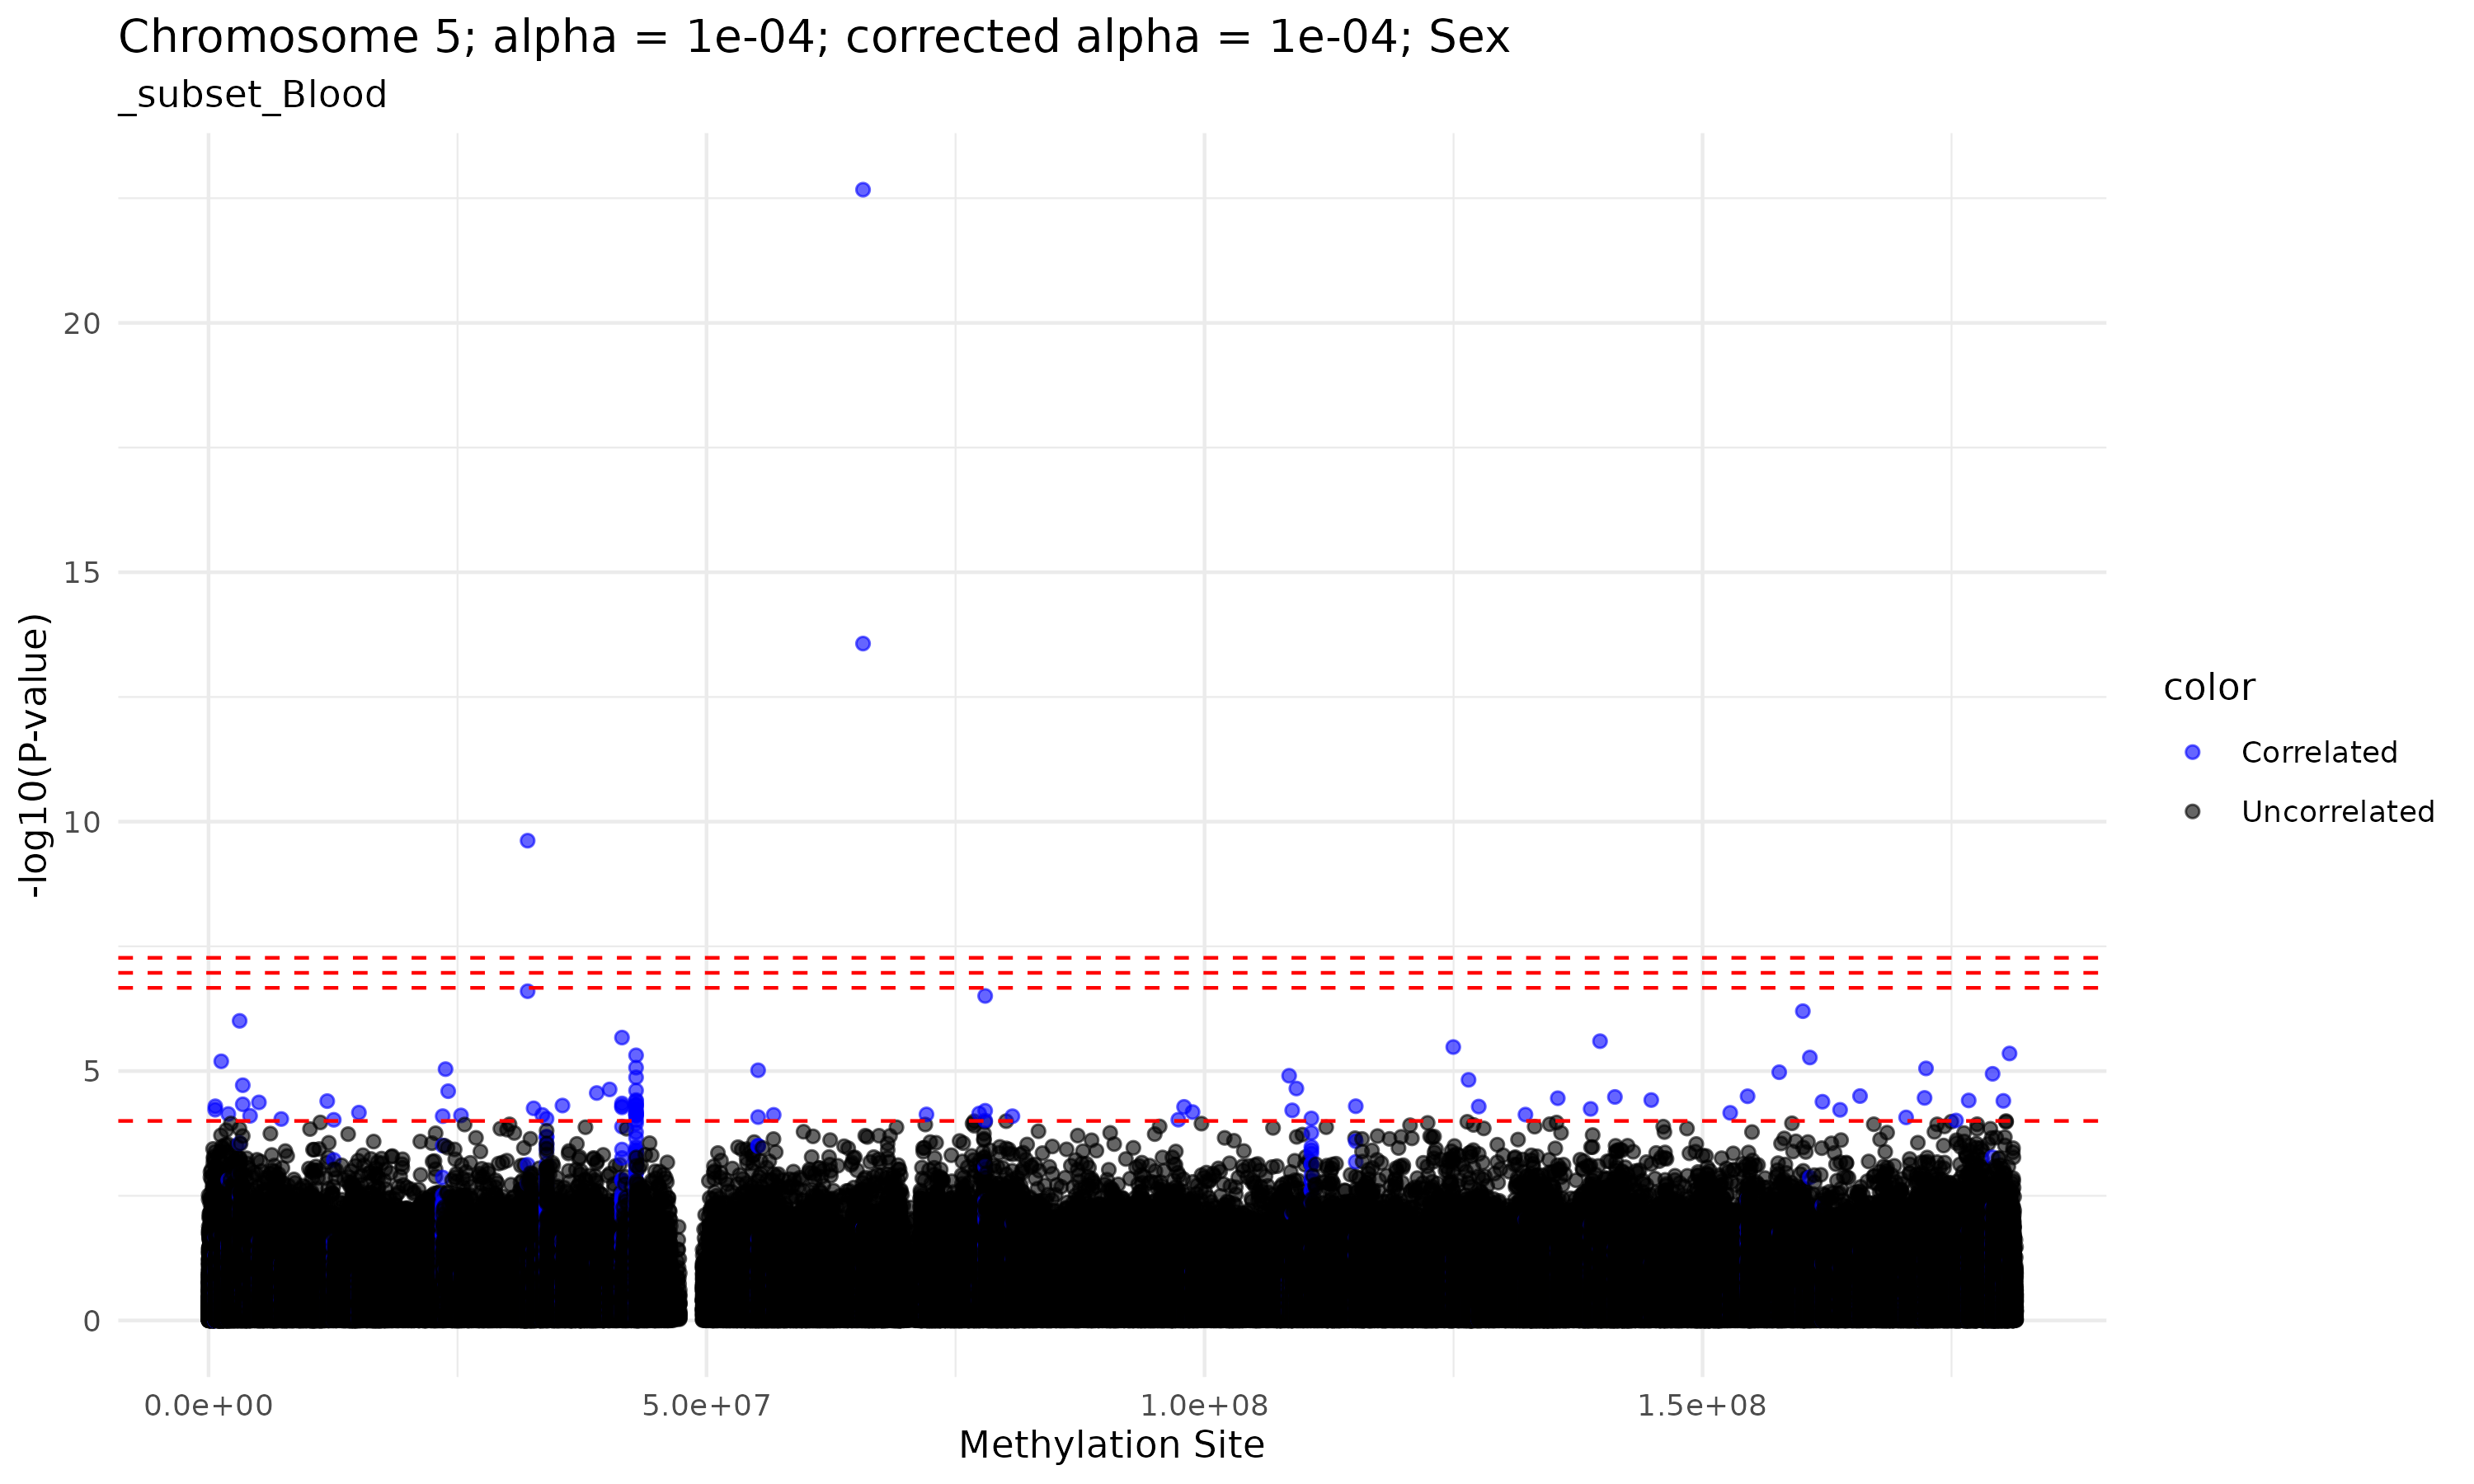 Chromosome 5; alpha = 1e-04; corrected alpha = 1e-04; Sex
_subset_Blood
-log10(P-value)
20
15
10
5
0
0.0e+00
5.0e+07
1.0e+08
1.5e+08
Methylation Site
color
Correlated
Uncorrelated